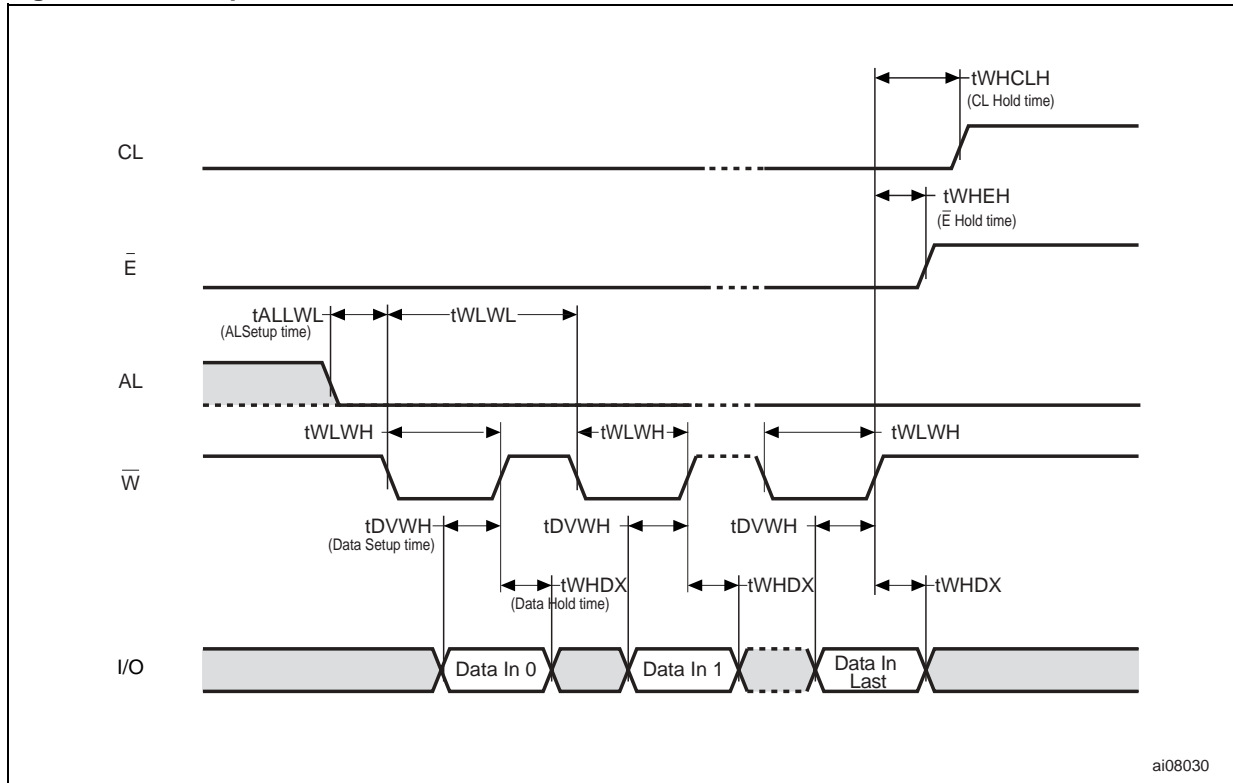 tWHCLH
(CL Hold time)
CL
tWHEH
(E̅ Hold time)
E̅
tALLWL
(ALSetup time)
tWLWL
AL
tWLWH
tWLWH
tWLWH
W̅
tDVWH
(Data Setup time)
tDVWH
tDVWH
tWHDX
(Data Hold time)
tWHDX
tWHDX
I/O
Data In 0
Data In 1
Data In
Last
ai08030